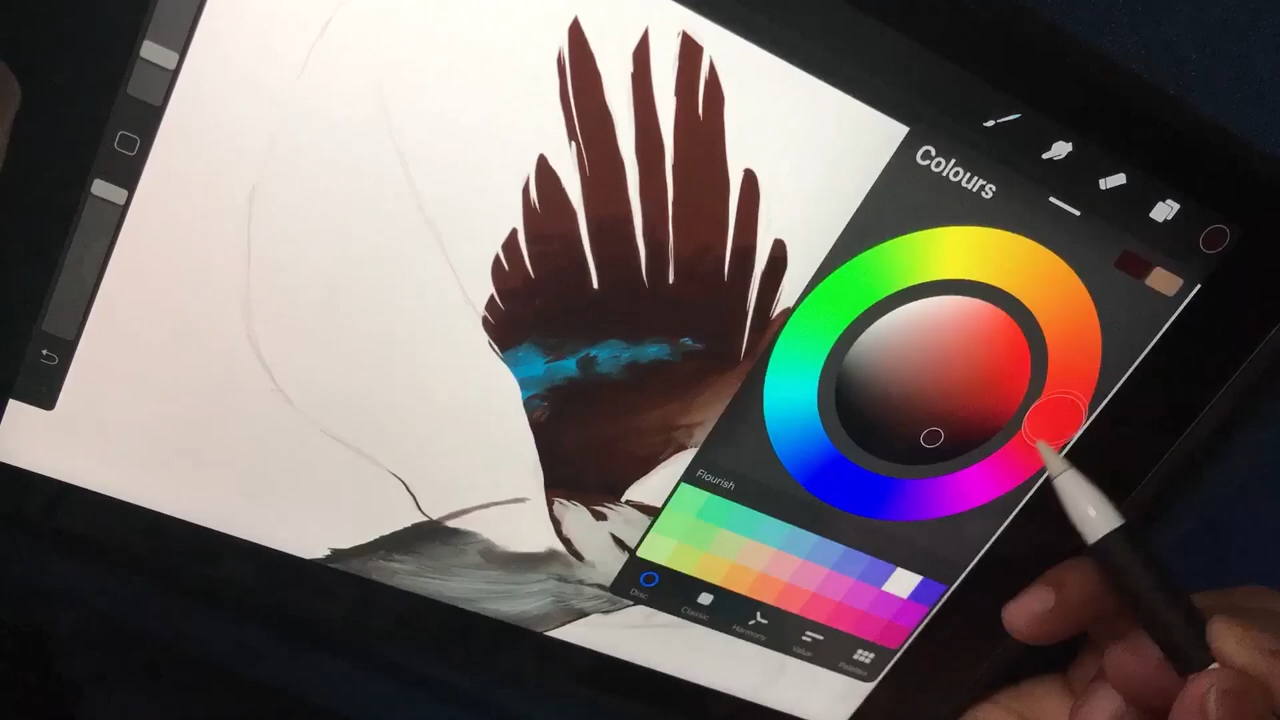 Colours
Flourish
Disc
Classic
Harmony
Value
Palettes